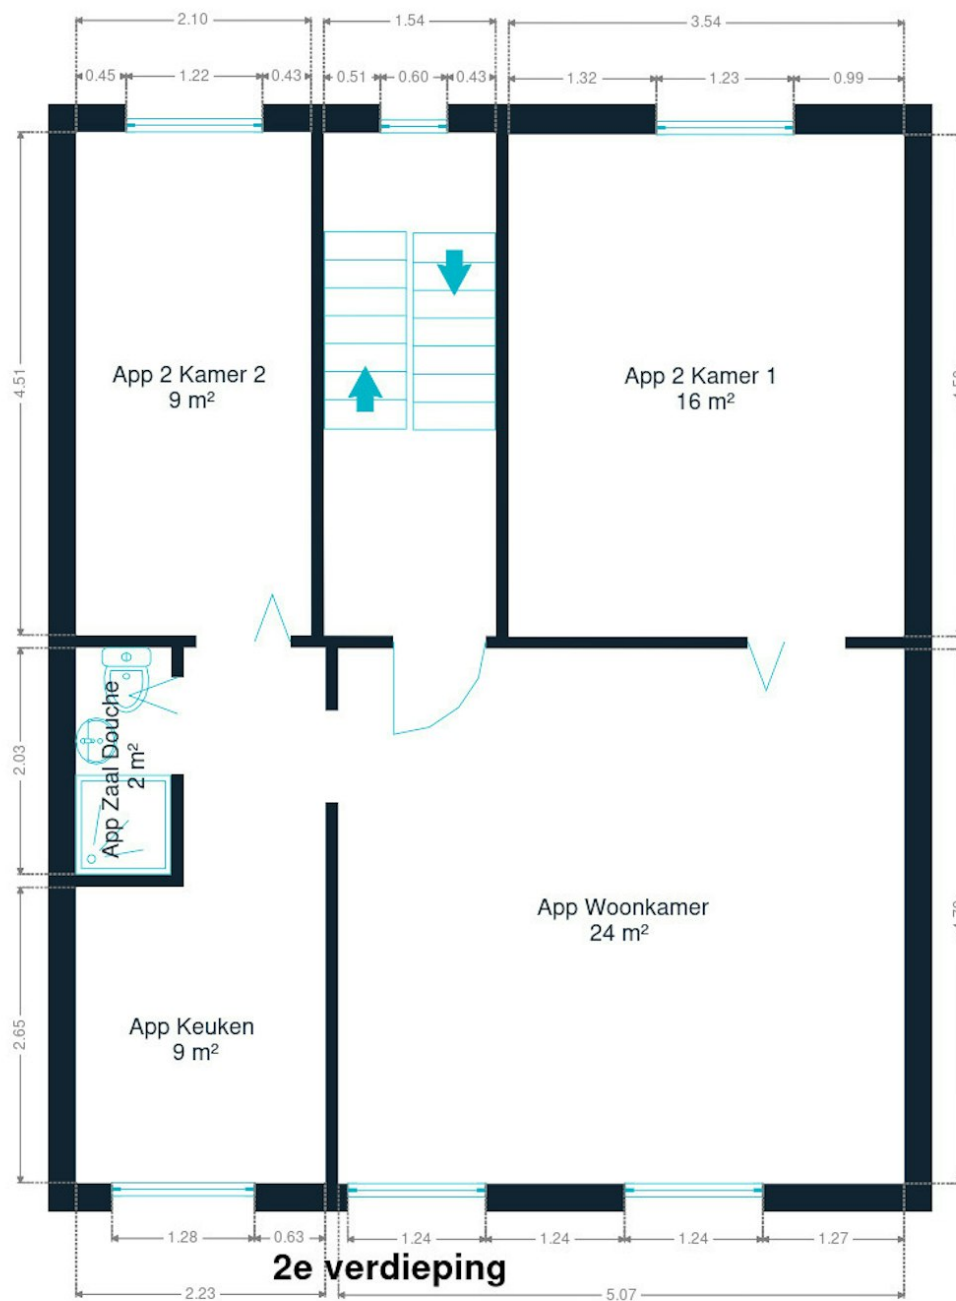 2.10 1.54 3.54
0.45 1.22 0.43 0.51 0.60 0.43 1.32 1.23 0.99
4.51
App 2 Kamer 2
9 m²
App 2 Kamer 1
16 m²
2.03
App Zaal Douche
2 m²
App Woonkamer
24 m²
2.65
App Keuken
9 m²
1.28 0.63 1.24 1.24 1.24 1.27
2e verdieping
2.23 5.07